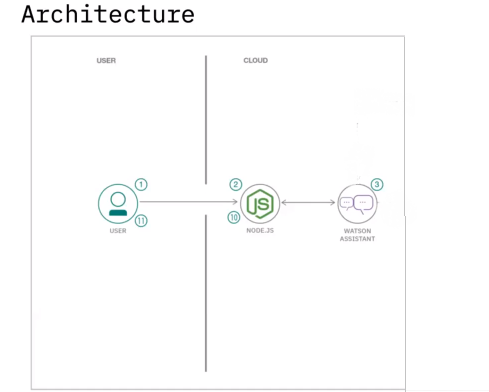 Architecture
USER
CLOUD
1
2
3
JS
11
10
USER
NODE.JS
WATSON
ASSISTANT